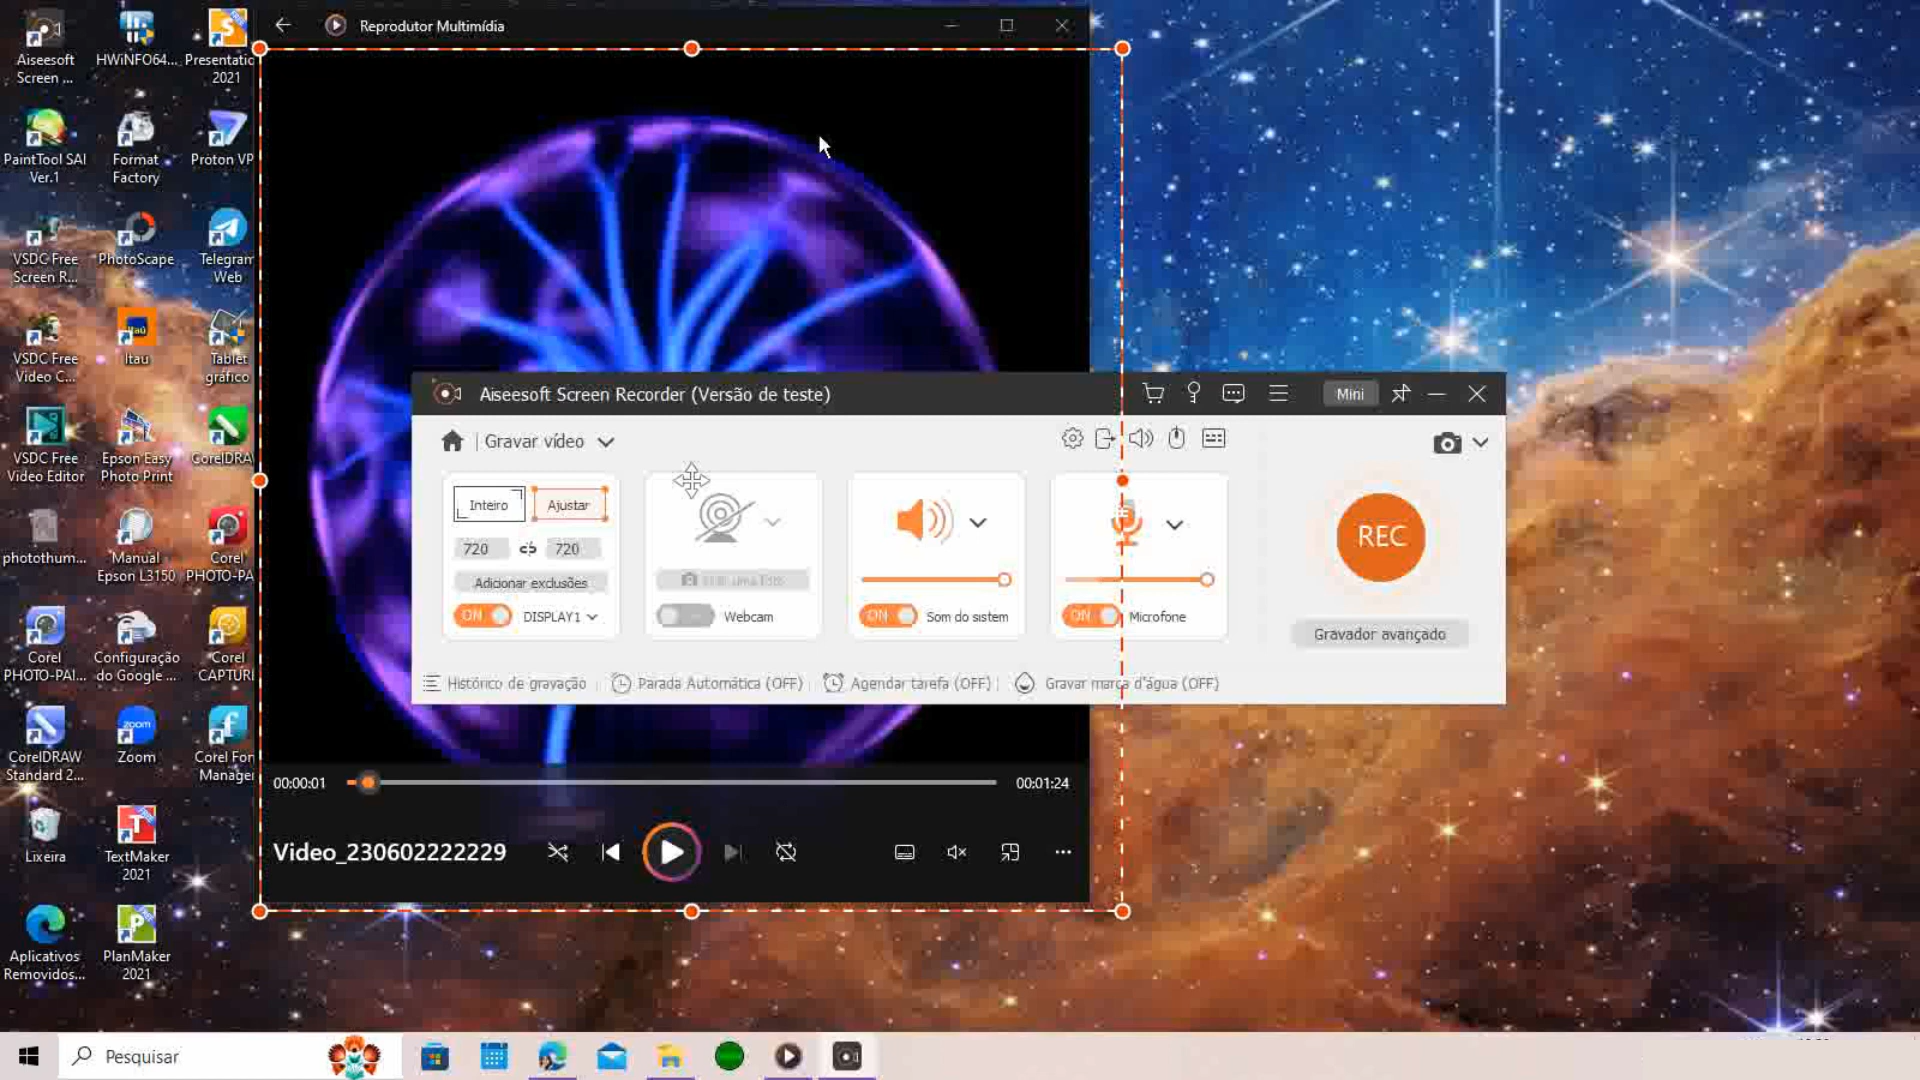 Reprodutor Multimídia
Aiseesoft
Screen ...
HWiNFO64...
Presentatic
2021
PaintTool SAI
Ver.1
Format
Factory
Proton VP
VSDC Free
Screen R...
PhotoScape
Telegram
Web
VSDC Free
Video C...
Itau
Tablet
gráfico
VSDC Free
Video Editor
Epson Easy
Photo Print
CorelDRA
photothum...
Manual
Epson L3150
Corel
PHOTO-PA
Corel
PHOTO-PAI...
Configuração
do Google ...
Corel
CAPTUR
CorelDRAW
Standard 2...
zoom
Zoom
Corel For
Manage
Lixeira
TextMaker
2021
Aplicativos
Removidos...
PlanMaker
2021
Aiseesoft Screen Recorder (Versão de teste)
Mini
Gravar vídeo
Inteiro
Ajustar
720
720
Adicionar exclusões
ON
DISPLAY1
Webcam
ON
Som do sistem
ON
Microfone
REC
Gravador avançado
Histórico de gravação
Parada Automática (OFF)
Agendar tarefa (OFF)
Gravar marca d'água (OFF)
00:00:01
00:01:24
Video_230602222229
Pesquisar